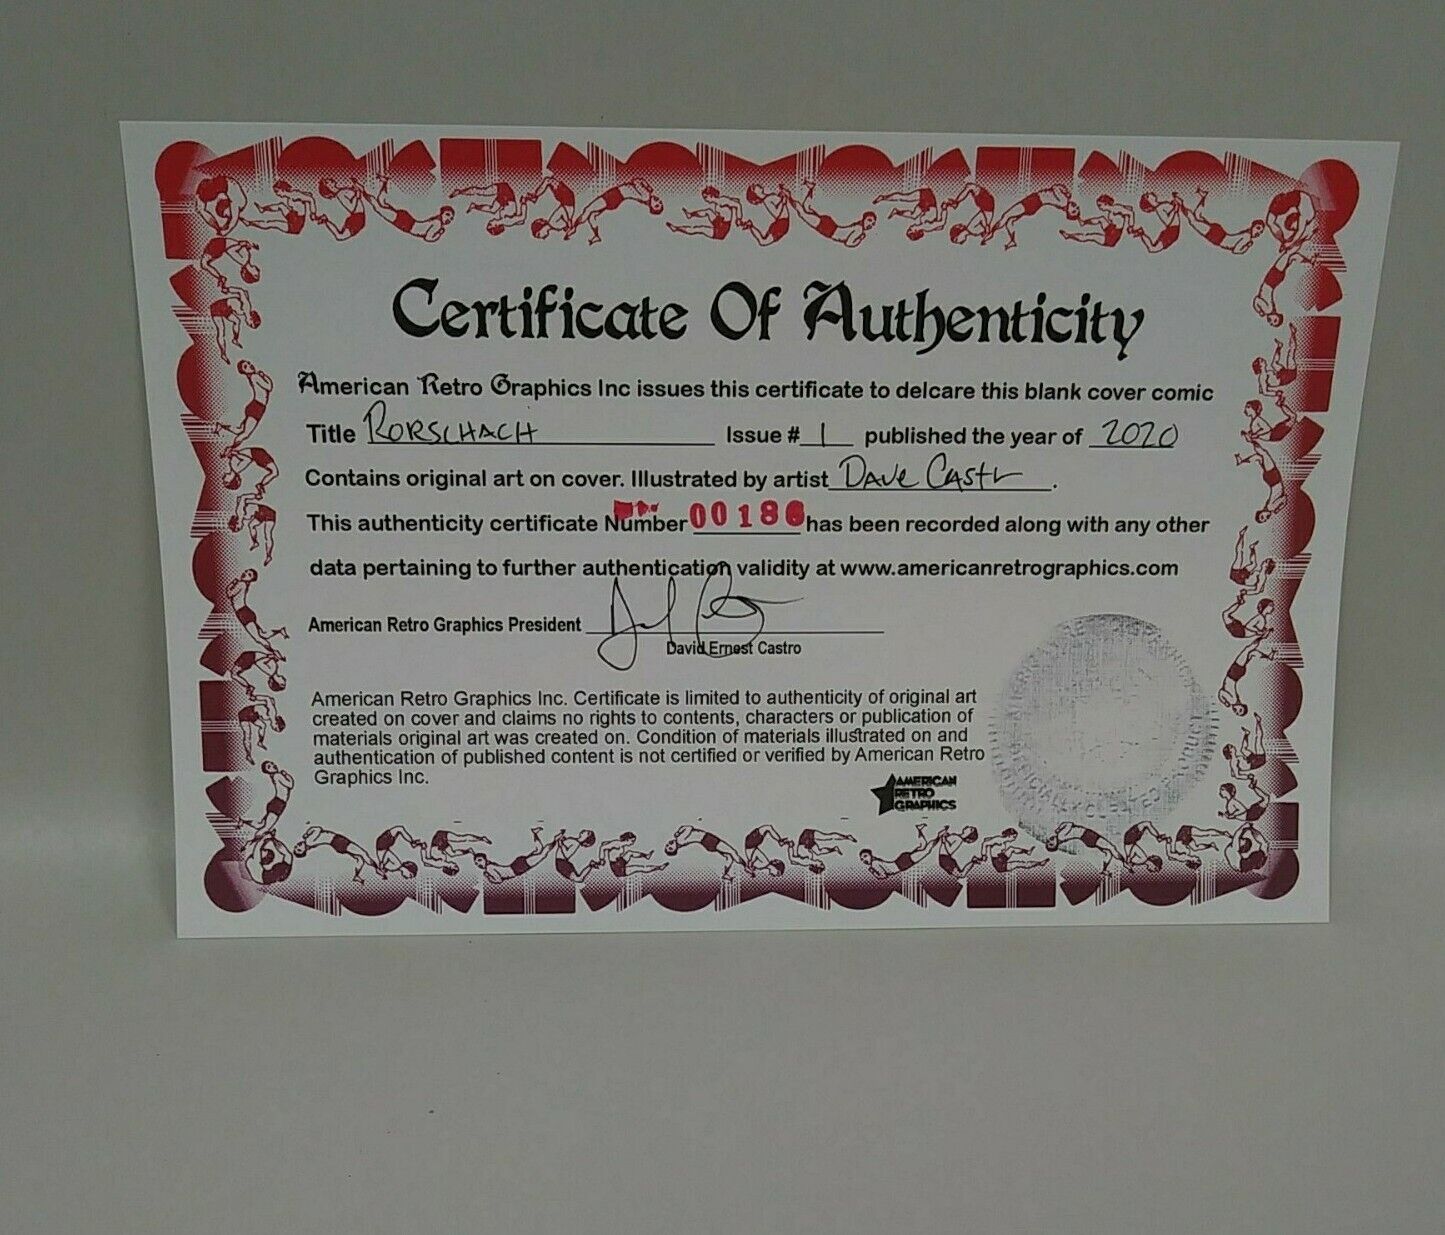 Certificate Of Authenticity
American Retro Graphics Inc issues this certificate to delcare this blank cover comic
Title RORSCHACH Issue # 1 published the year of 2020
Contains original art on cover. Illustrated by artist Dave Castr.
This authenticity certificate Number 00186 has been recorded along with any other
data pertaining to further authentication validity at www.americanretrographics.com
American Retro Graphics President
David Ernest Castro
American Retro Graphics Inc. Certificate is limited to authenticity of original art
created on cover and claims no rights to contents, characters or publication of
materials original art was created on. Condition of materials illustrated on and
authentication of published content is not certified or verified by American Retro
Graphics Inc.
AMERICAN
RETRO
GRAPHICS